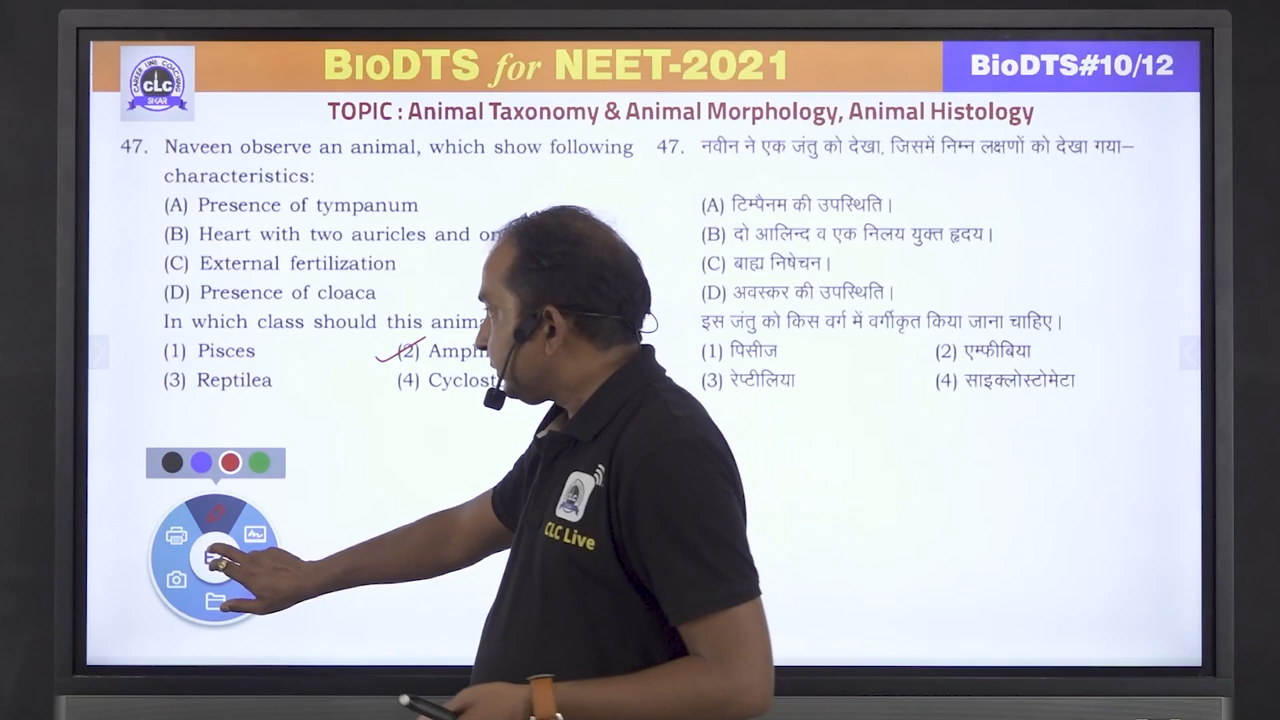 BIODTS for NEET-2021
BIODTS#10/12
CAREER LINE COACHING
CLC
SIKAR
TOPIC : Animal Taxonomy & Animal Morphology, Animal Histology
47. Naveen observe an animal, which show following
characteristics:
(A) Presence of tympanum
(B) Heart with two auricles and
(C) External fertilization
(D) Presence of cloaca
In which class should this
(1) Pisces
(2)
(3) Reptilea
(4)
47. नवीन ने एक जंतु को देखा, जिसमें निम्न लक्षणों को देखा गया–
(A) टिम्पैनम की उपस्थिति।
(B) दो आलिन्द व एक निलय युक्त हृदय।
(C) बाह्य निषेचन।
(D) अवस्कर की उपस्थिति।
इस जंतु को किस वर्ग में वर्गीकृत किया जाना चाहिए।
(1) पिसीज (2) एम्फीबिया
(3) रेप्टीलिया (4) साइक्लोस्टोमेटा
CLC
CLC Live